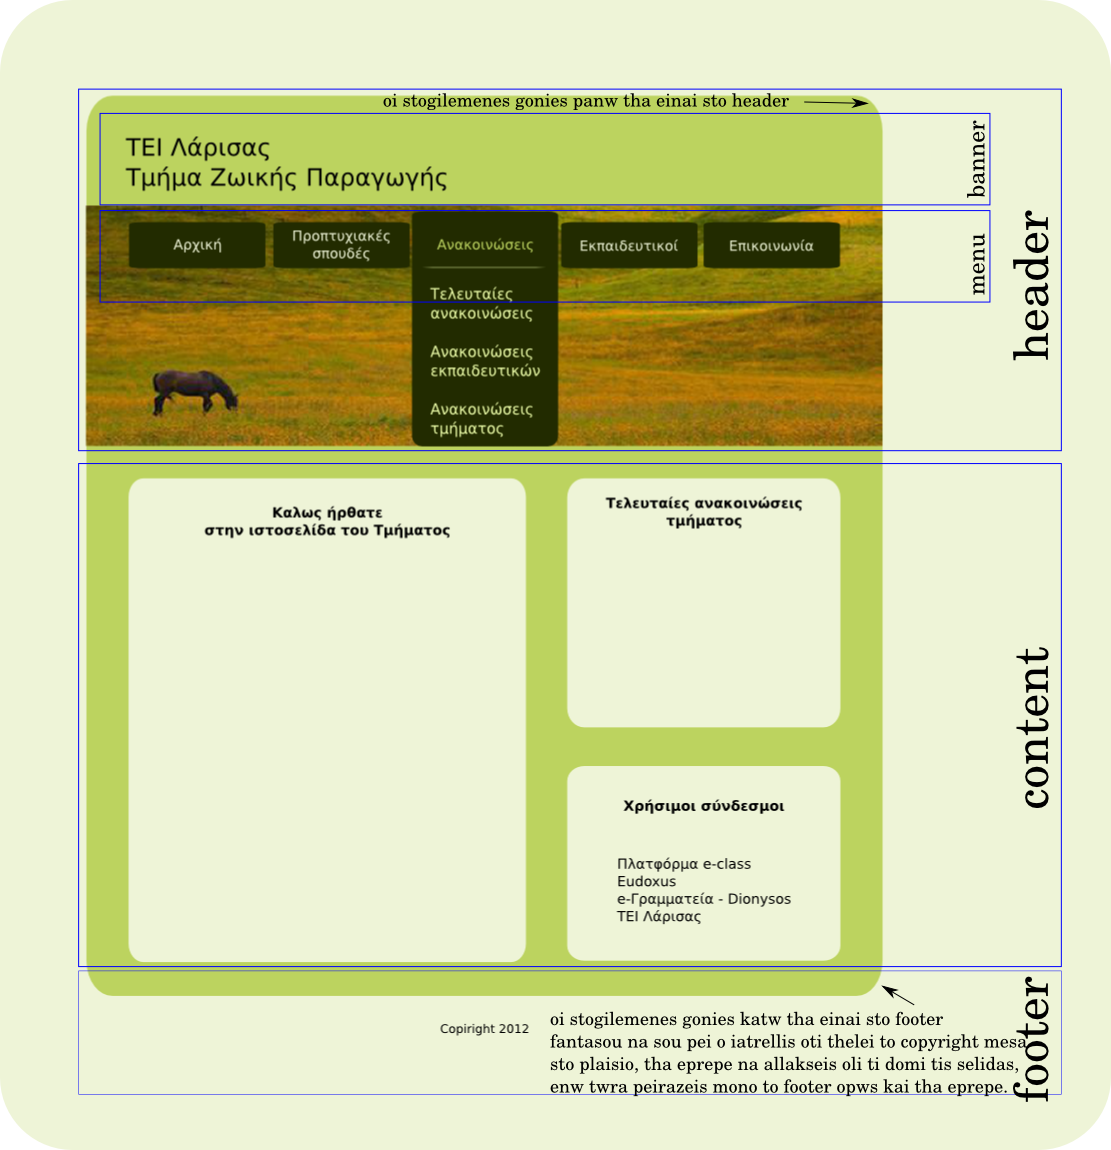 oi stogilemenes gonies panw tha einai sto header
ΤΕΙ Λάρισας
Τμήμα Ζωικής Παραγωγής
banner
Αρχική
Προπτυχιακές
σπουδές
Ανακοινώσεις
Εκπαιδευτικοί
Επικοινωνία
menu
header
Τελευταίες
ανακοινώσεις
Ανακοινώσεις
εκπαιδευτικών
Ανακοινώσεις
τμήματος
Καλως ήρθατε
στην ιστοσελίδα του Τμήματος
Τελευταίες ανακοινώσεις
τμήματος
content
Χρήσιμοι σύνδεσμοι
Πλατφόρμα e-class
Eudoxus
e-Γραμματεία - Dionysos
ΤΕΙ Λάρισας
Copiright 2012
oi stogilemenes gonies katw tha einai sto footer
fantasou na sou pei o iatrellis oti thelei to copyright mesa
sto plaisio, tha eprepe na allakseis oli ti domi tis selidas,
enw twra peirazeis mono to footer opws kai tha eprepe.
footer